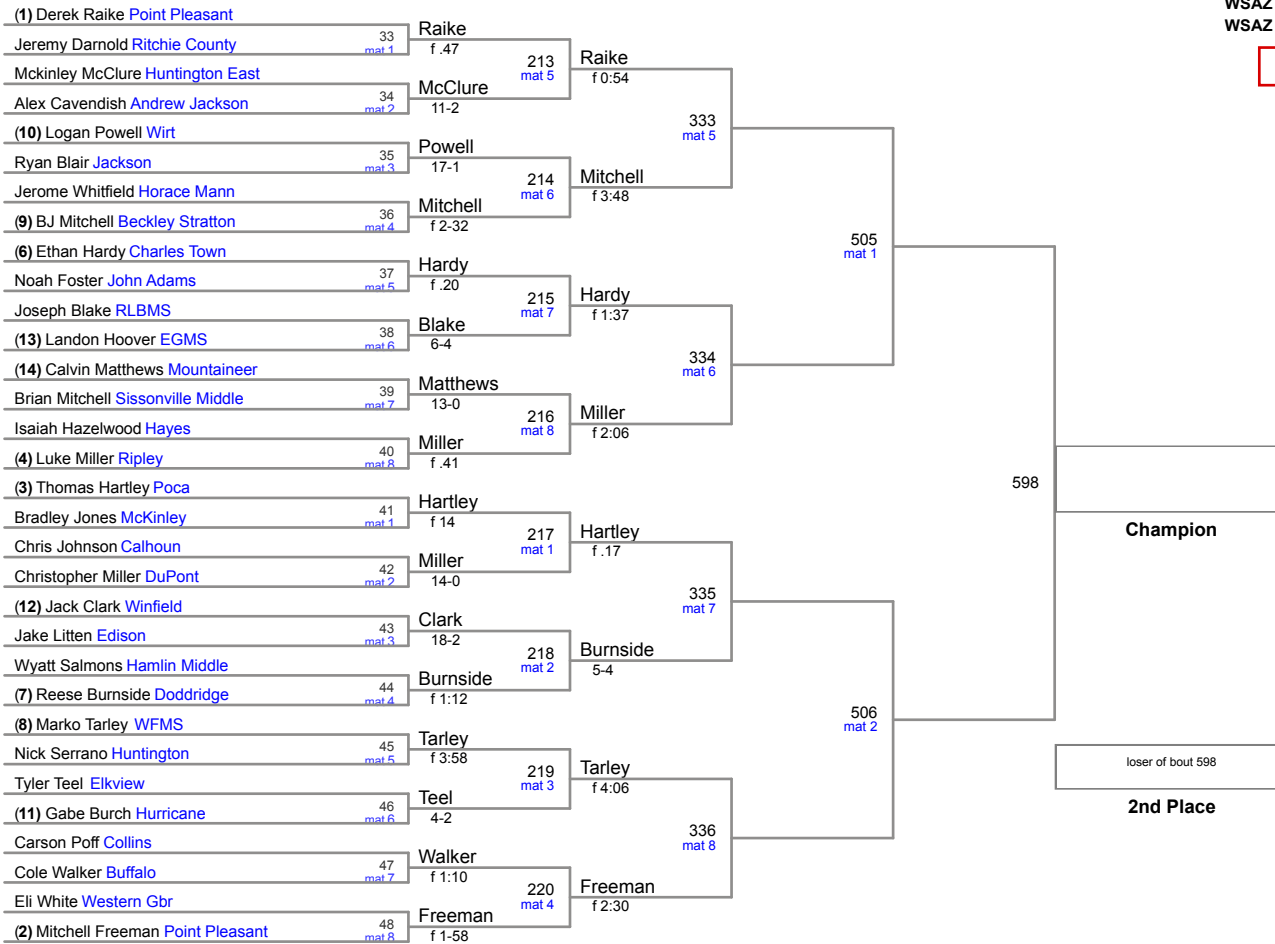 WSAZ
WSAZ
(1) Derek Raike Point Pleasant
Jeremy Darnold Ritchie County
33
mat 1
Mckinley McClure Huntington East
Alex Cavendish Andrew Jackson
34
mat 2
(10) Logan Powell Wirt
Ryan Blair Jackson
35
mat 3
Jerome Whitfield Horace Mann
(9) BJ Mitchell Beckley Stratton
36
mat 4
(6) Ethan Hardy Charles Town
Noah Foster John Adams
37
mat 5
Joseph Blake RLBMS
(13) Landon Hoover EGMS
38
mat 6
(14) Calvin Matthews Mountaineer
Brian Mitchell Sissonville Middle
39
mat 7
Isaiah Hazelwood Hayes
(4) Luke Miller Ripley
40
mat 8
(3) Thomas Hartley Poca
Bradley Jones McKinley
41
mat 1
Chris Johnson Calhoun
Christopher Miller DuPont
42
mat 2
(12) Jack Clark Winfield
Jake Litten Edison
43
mat 3
Wyatt Salmons Hamlin Middle
(7) Reese Burnside Doddridge
44
mat 4
(8) Marko Tarley WFMS
Nick Serrano Huntington
45
mat 5
Tyler Teel Elkview
(11) Gabe Burch Hurricane
46
mat 6
Carson Poff Collins
Cole Walker Buffalo
47
mat 7
Eli White Western Gbr
(2) Mitchell Freeman Point Pleasant
48
mat 8
Raike
f .47
213
mat 5
McClure
11-2
Powell
17-1
214
mat 6
Mitchell
f 2-32
Hardy
f .20
215
mat 7
Blake
6-4
Matthews
13-0
216
mat 8
Miller
f .41
Hartley
f 14
217
mat 1
Miller
14-0
Clark
18-2
218
mat 2
Burnside
f 1:12
Tarley
f 3:58
219
mat 3
Teel
4-2
Walker
f 1:10
220
mat 4
Freeman
f 1-58
Raike
f 0:54
333
mat 5
Mitchell
f 3:48
Hardy
f 1:37
334
mat 6
Miller
f 2:06
Hartley
f .17
335
mat 7
Burnside
5-4
Tarley
f 4:06
336
mat 8
Freeman
f 2:30
505
mat 1
506
mat 2
598
Champion
loser of bout 598
2nd Place